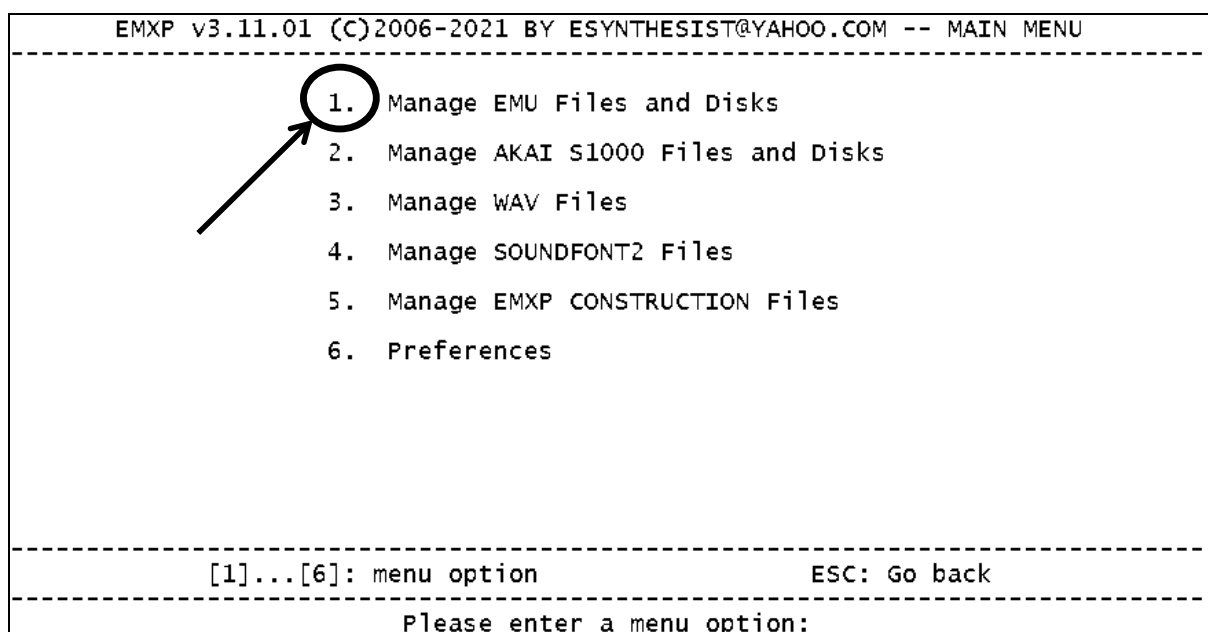 EMXP v3.11.01 (C)2006-2021 BY ESYNTHESIST@YAHOO.COM -- MAIN MENU
--------------------------------------------------------------------------------
1. Manage EMU Files and Disks
2. Manage AKAI S1000 Files and Disks
3. Manage WAV Files
4. Manage SOUNDFONT2 Files
5. Manage EMXP CONSTRUCTION Files
6. Preferences
--------------------------------------------------------------------------------
[1]...[6]: menu option ESC: Go back
--------------------------------------------------------------------------------
Please enter a menu option: